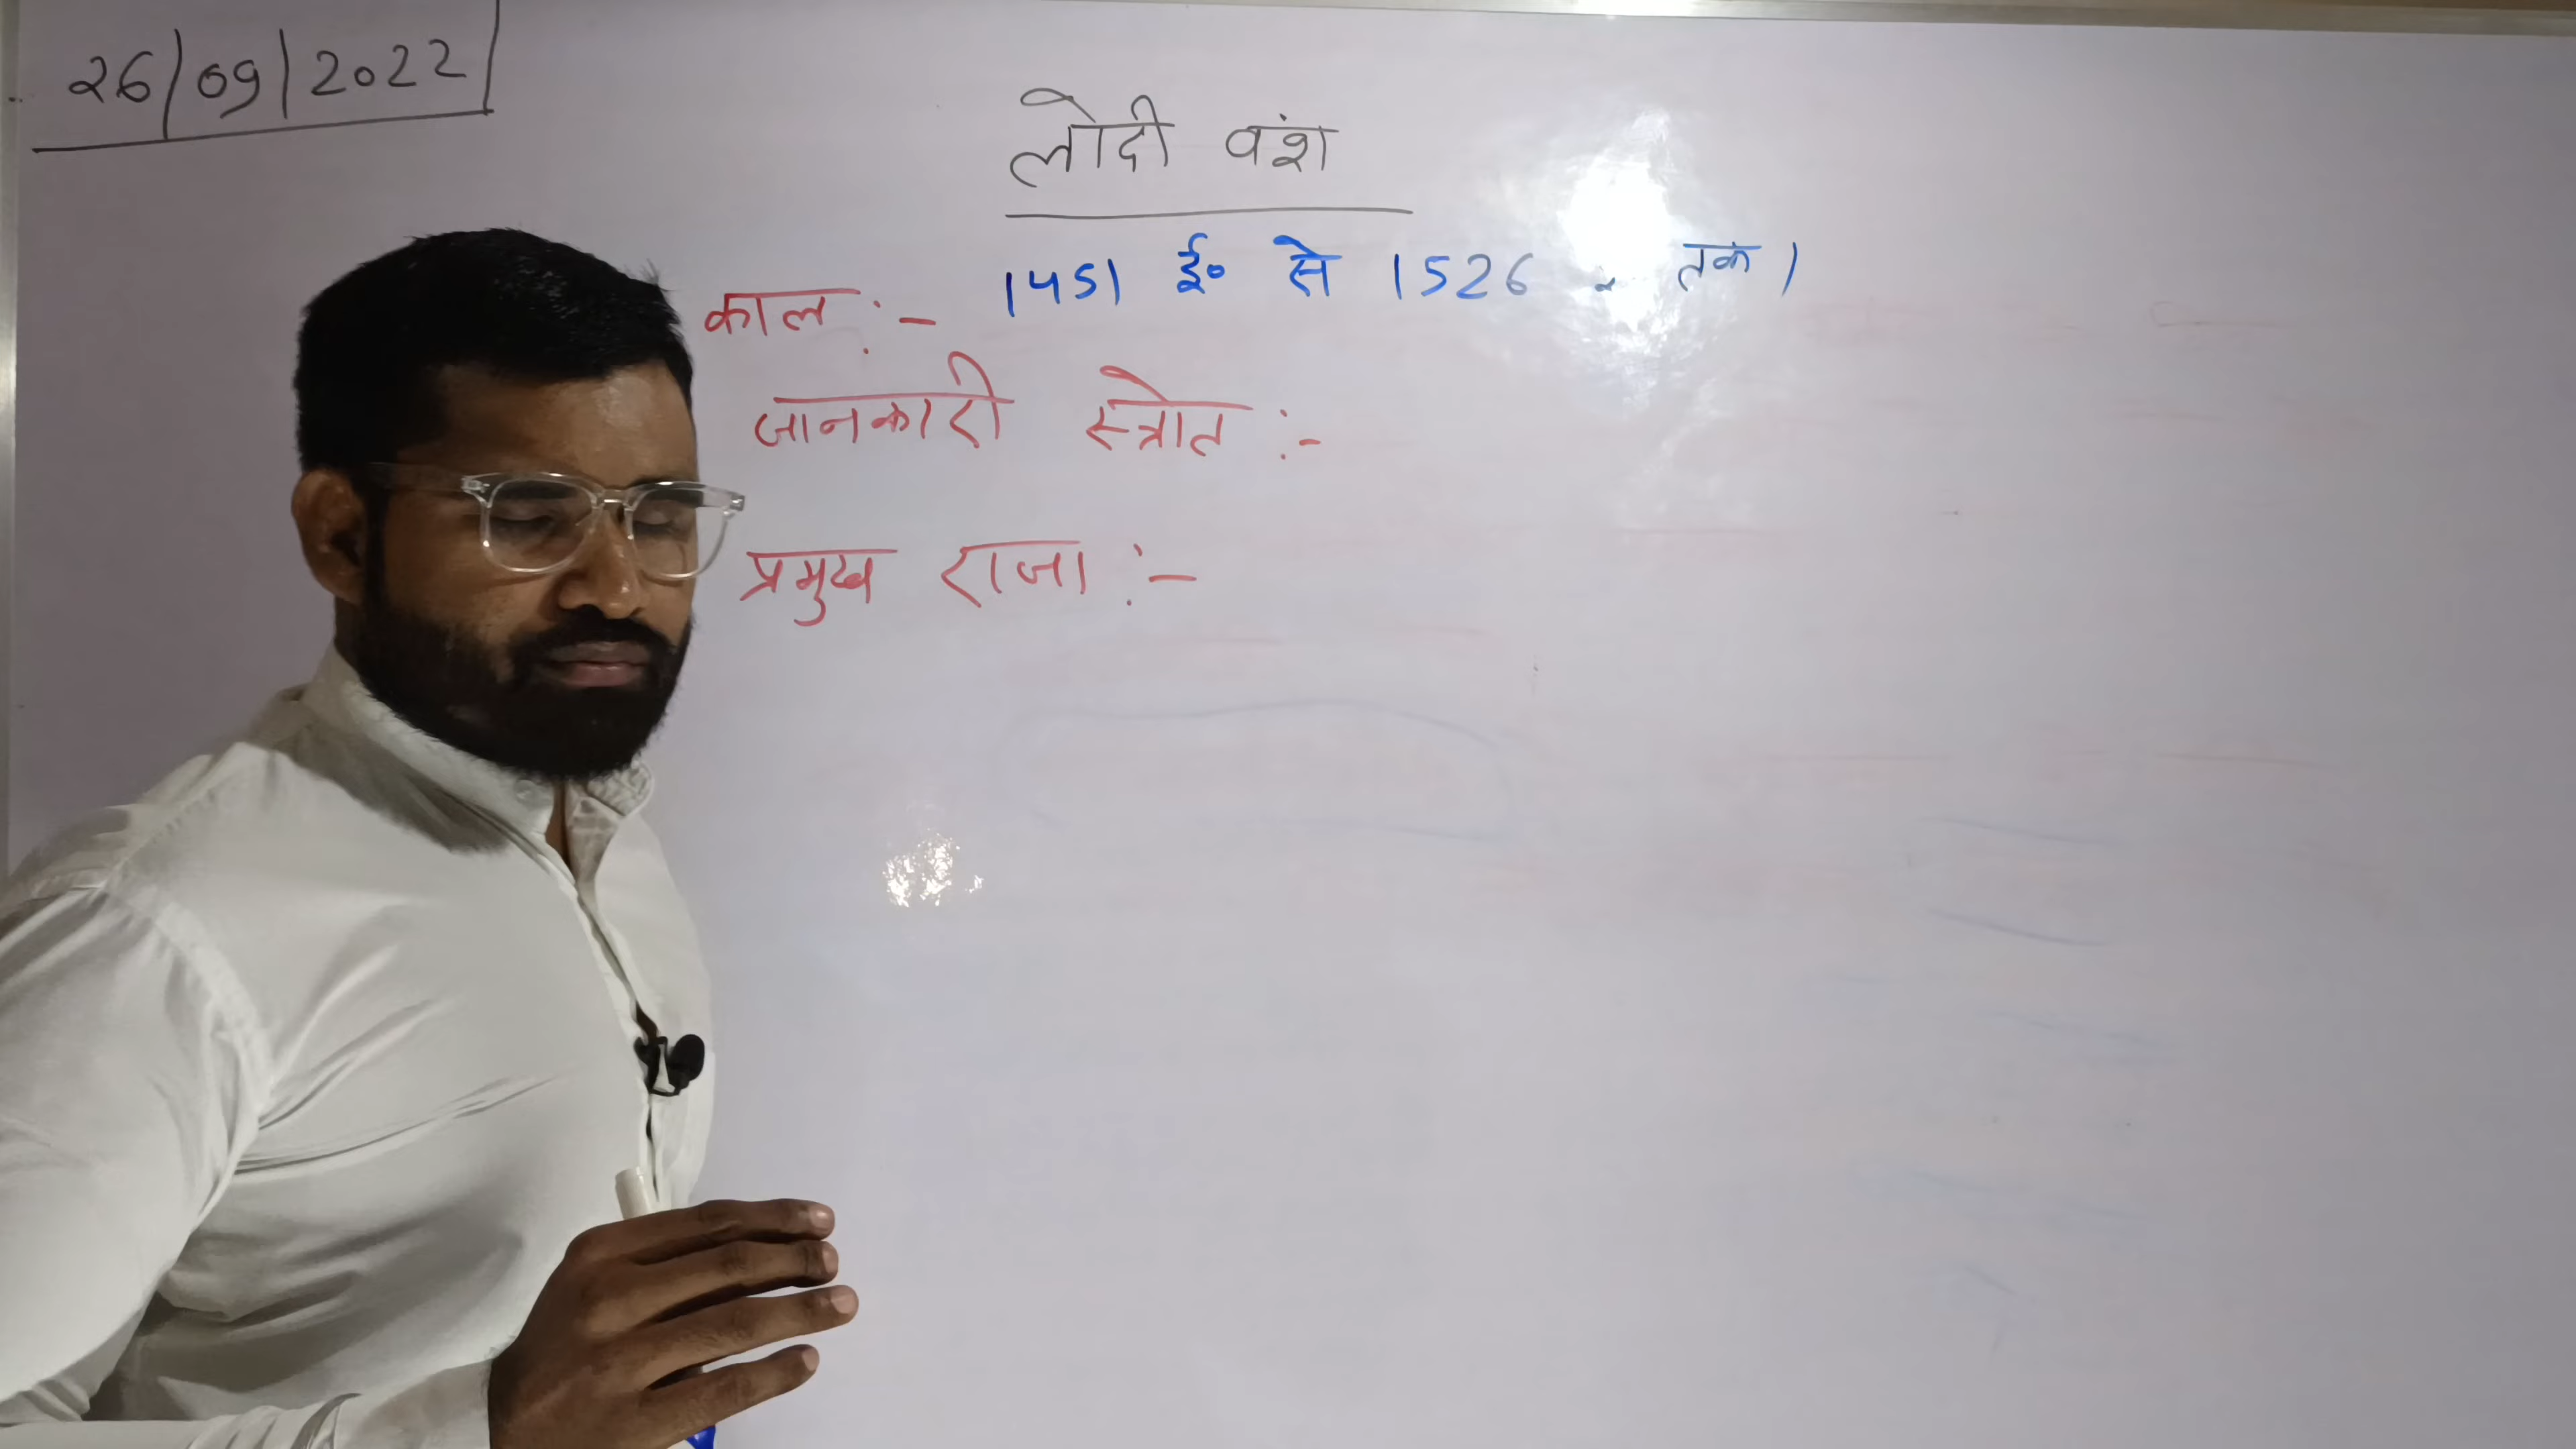 26/09/2022
लोदी वंश
काल :- 1451 ई० से 1526 तक।
जानकारी स्त्रोत :-
प्रमुख राजा :-